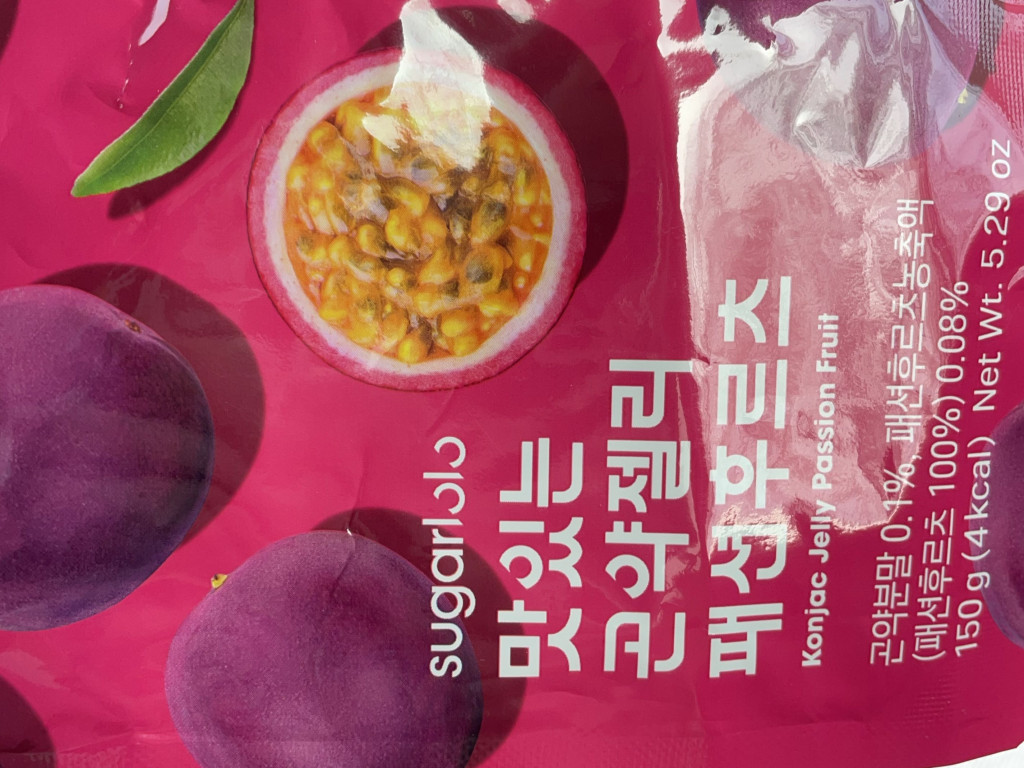 sugarlolo
맛있는
곤약젤리
패션후르츠
Konjac Jelly Passion Fruit
곤약분말 0.1%, 패션후르츠농축액
(패션후르츠 100%) 0.08%
150 g (4 kcal) Net Wt. 5.29 oz